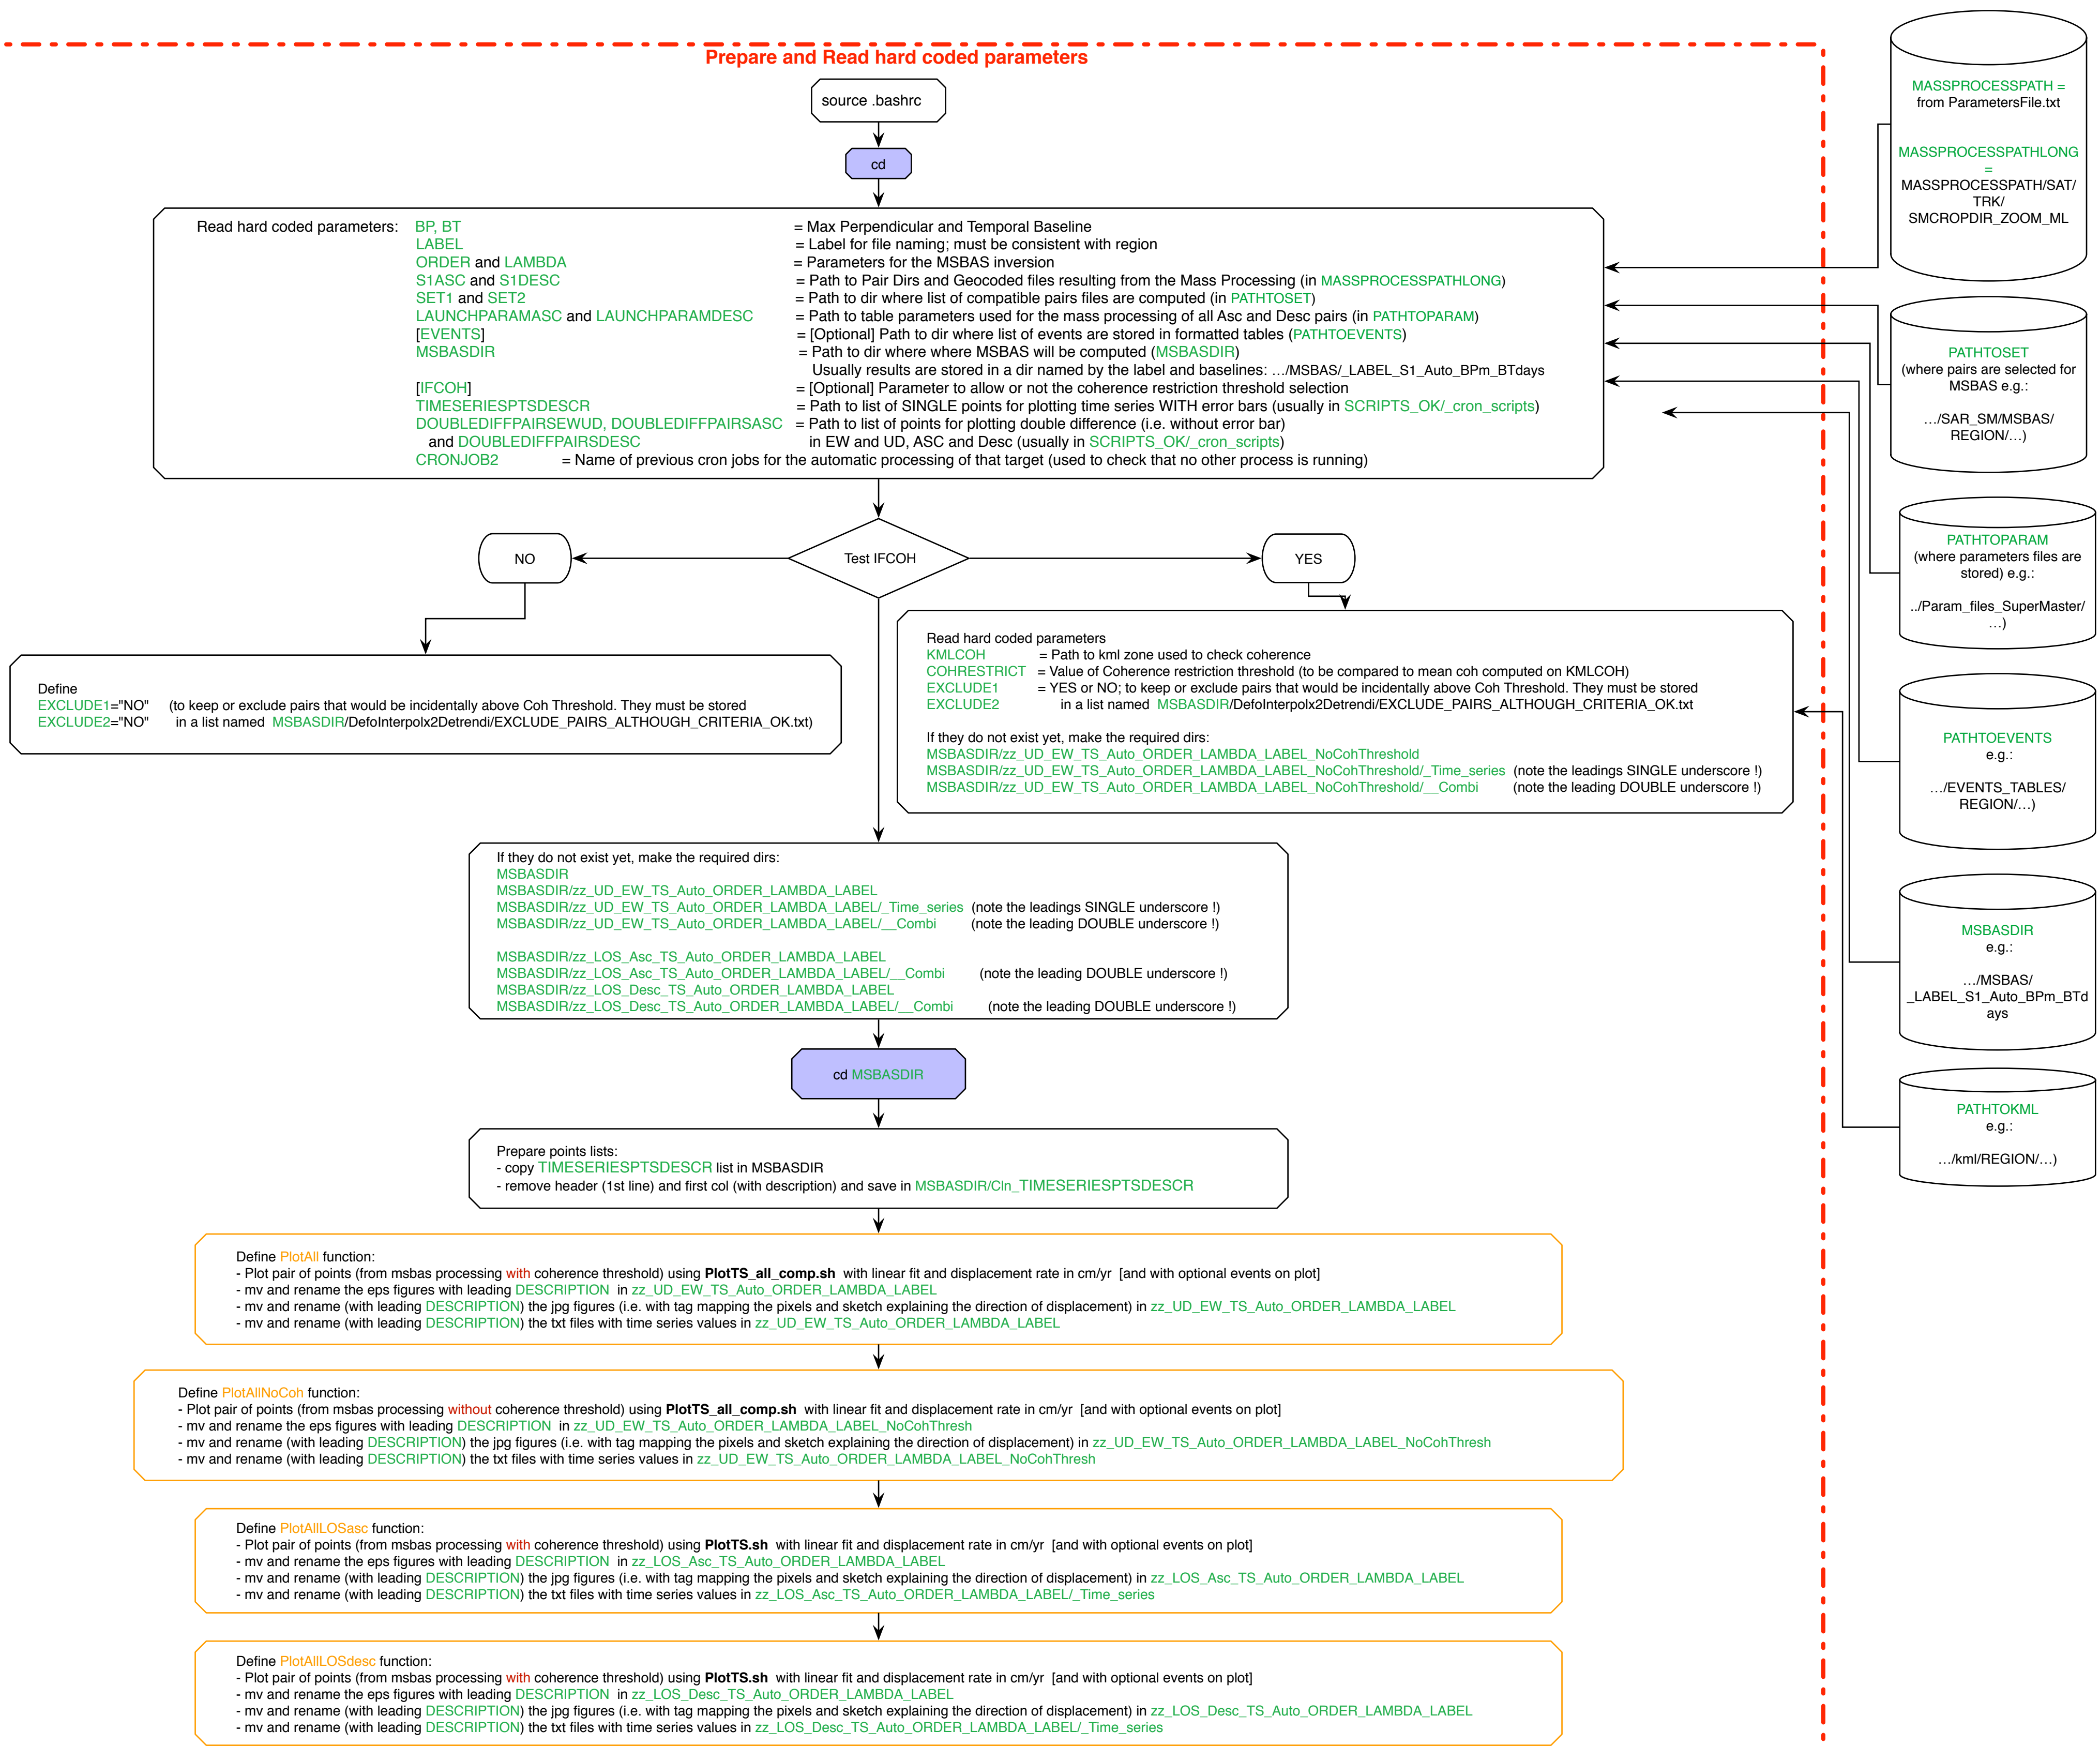 Prepare and Read hard coded parameters
source .bashrc
cd
Read hard coded parameters: BP, BT = Max Perpendicular and Temporal Baseline
LABEL = Label for file naming; must be consistent with region
ORDER and LAMBDA = Parameters for the MSBAS inversion
S1ASC and S1DESC = Path to Pair Dirs and Geocoded files resulting from the Mass Processing (in MASSPROCESSPATHLONG)
SET1 and SET2 = Path to dir where list of compatible pairs files are computed (in PATHTOSET)
LAUNCHPARAMASC and LAUNCHPARAMDESC = Path to table parameters used for the mass processing of all Asc and Desc pairs (in PATHTOPARAM)
[EVENTS] = [Optional] Path to dir where list of events are stored in formatted tables (PATHTOEVENTS)
MSBASDIR = Path to dir where where MSBAS will be computed (MSBASDIR)
Usually results are stored in a dir named by the label and baselines: …/MSBAS/_LABEL_S1_Auto_BPm_BTdays
[IFCOH] = [Optional] Parameter to allow or not the coherence restriction threshold selection
TIMESERIESPTSDESCR = Path to list of SINGLE points for plotting time series WITH error bars (usually in SCRIPTS_OK/_cron_scripts)
DOUBLEDIFFPAIRSEWUD, DOUBLEDIFFPAIRSASC = Path to list of points for plotting double difference (i.e. without error bar)
and DOUBLEDIFFPAIRSDESC in EW and UD, ASC and Desc (usually in SCRIPTS_OK/_cron_scripts)
CRONJOB2 = Name of previous cron jobs for the automatic processing of that target (used to check that no other process is running)
Test IFCOH
NO
YES
Define
EXCLUDE1="NO" (to keep or exclude pairs that would be incidentally above Coh Threshold. They must be stored
EXCLUDE2="NO" in a list named MSBASDIR/DefoInterpolx2Detrendi/EXCLUDE_PAIRS_ALTHOUGH_CRITERIA_OK.txt)
Read hard coded parameters
KMLCOH = Path to kml zone used to check coherence
COHRESTRICT = Value of Coherence restriction threshold (to be compared to mean coh computed on KMLCOH)
EXCLUDE1 = YES or NO; to keep or exclude pairs that would be incidentally above Coh Threshold. They must be stored
EXCLUDE2 in a list named MSBASDIR/DefoInterpolx2Detrendi/EXCLUDE_PAIRS_ALTHOUGH_CRITERIA_OK.txt
If they do not exist yet, make the required dirs:
MSBASDIR/zz_UD_EW_TS_Auto_ORDER_LAMBDA_LABEL_NoCohThreshold
MSBASDIR/zz_UD_EW_TS_Auto_ORDER_LAMBDA_LABEL_NoCohThreshold/_Time_series (note the leadings SINGLE underscore !)
MSBASDIR/zz_UD_EW_TS_Auto_ORDER_LAMBDA_LABEL_NoCohThreshold/__Combi (note the leading DOUBLE underscore !)
If they do not exist yet, make the required dirs:
MSBASDIR
MSBASDIR/zz_UD_EW_TS_Auto_ORDER_LAMBDA_LABEL
MSBASDIR/zz_UD_EW_TS_Auto_ORDER_LAMBDA_LABEL/_Time_series (note the leadings SINGLE underscore !)
MSBASDIR/zz_UD_EW_TS_Auto_ORDER_LAMBDA_LABEL/__Combi (note the leading DOUBLE underscore !)
MSBASDIR/zz_LOS_Asc_TS_Auto_ORDER_LAMBDA_LABEL
MSBASDIR/zz_LOS_Asc_TS_Auto_ORDER_LAMBDA_LABEL/__Combi (note the leading DOUBLE underscore !)
MSBASDIR/zz_LOS_Desc_TS_Auto_ORDER_LAMBDA_LABEL
MSBASDIR/zz_LOS_Desc_TS_Auto_ORDER_LAMBDA_LABEL/__Combi (note the leading DOUBLE underscore !)
cd MSBASDIR
Prepare points lists:
- copy TIMESERIESPTSDESCR list in MSBASDIR
- remove header (1st line) and first col (with description) and save in MSBASDIR/Cln_TIMESERIESPTSDESCR
Define PlotAll function:
- Plot pair of points (from msbas processing with coherence threshold) using PlotTS_all_comp.sh with linear fit and displacement rate in cm/yr [and with optional events on plot]
- mv and rename the eps figures with leading DESCRIPTION in zz_UD_EW_TS_Auto_ORDER_LAMBDA_LABEL
- mv and rename (with leading DESCRIPTION) the jpg figures (i.e. with tag mapping the pixels and sketch explaining the direction of displacement) in zz_UD_EW_TS_Auto_ORDER_LAMBDA_LABEL
- mv and rename (with leading DESCRIPTION) the txt files with time series values in zz_UD_EW_TS_Auto_ORDER_LAMBDA_LABEL
Define PlotAllNoCoh function:
- Plot pair of points (from msbas processing without coherence threshold) using PlotTS_all_comp.sh with linear fit and displacement rate in cm/yr [and with optional events on plot]
- mv and rename the eps figures with leading DESCRIPTION in zz_UD_EW_TS_Auto_ORDER_LAMBDA_LABEL_NoCohThresh
- mv and rename (with leading DESCRIPTION) the jpg figures (i.e. with tag mapping the pixels and sketch explaining the direction of displacement) in zz_UD_EW_TS_Auto_ORDER_LAMBDA_LABEL_NoCohThresh
- mv and rename (with leading DESCRIPTION) the txt files with time series values in zz_UD_EW_TS_Auto_ORDER_LAMBDA_LABEL_NoCohThresh
Define PlotAllLOSasc function:
- Plot pair of points (from msbas processing with coherence threshold) using PlotTS.sh with linear fit and displacement rate in cm/yr [and with optional events on plot]
- mv and rename the eps figures with leading DESCRIPTION in zz_LOS_Asc_TS_Auto_ORDER_LAMBDA_LABEL
- mv and rename (with leading DESCRIPTION) the jpg figures (i.e. with tag mapping the pixels and sketch explaining the direction of displacement) in zz_LOS_Asc_TS_Auto_ORDER_LAMBDA_LABEL
- mv and rename (with leading DESCRIPTION) the txt files with time series values in zz_LOS_Asc_TS_Auto_ORDER_LAMBDA_LABEL/_Time_series
Define PlotAllLOSdesc function:
- Plot pair of points (from msbas processing with coherence threshold) using PlotTS.sh with linear fit and displacement rate in cm/yr [and with optional events on plot]
- mv and rename the eps figures with leading DESCRIPTION in zz_LOS_Desc_TS_Auto_ORDER_LAMBDA_LABEL
- mv and rename (with leading DESCRIPTION) the jpg figures (i.e. with tag mapping the pixels and sketch explaining the direction of displacement) in zz_LOS_Desc_TS_Auto_ORDER_LAMBDA_LABEL
- mv and rename (with leading DESCRIPTION) the txt files with time series values in zz_LOS_Desc_TS_Auto_ORDER_LAMBDA_LABEL/_Time_series
MASSPROCESSPATH =
from ParametersFile.txt
MASSPROCESSPATHLONG
=
MASSPROCESSPATH/SAT/
TRK/
SMCROPDIR_ZOOM_ML
PATHTOSET
(where pairs are selected for
MSBAS e.g.:
…/SAR_SM/MSBAS/
REGION/…)
PATHTOPARAM
(where parameters files are
stored) e.g.:
../Param_files_SuperMaster/
…)
PATHTOEVENTS
e.g.:
…/EVENTS_TABLES/
REGION/…)
MSBASDIR
e.g.:
…/MSBAS/
_LABEL_S1_Auto_BPm_BTd
ays
PATHTOKML
e.g.:
…/kml/REGION/…)